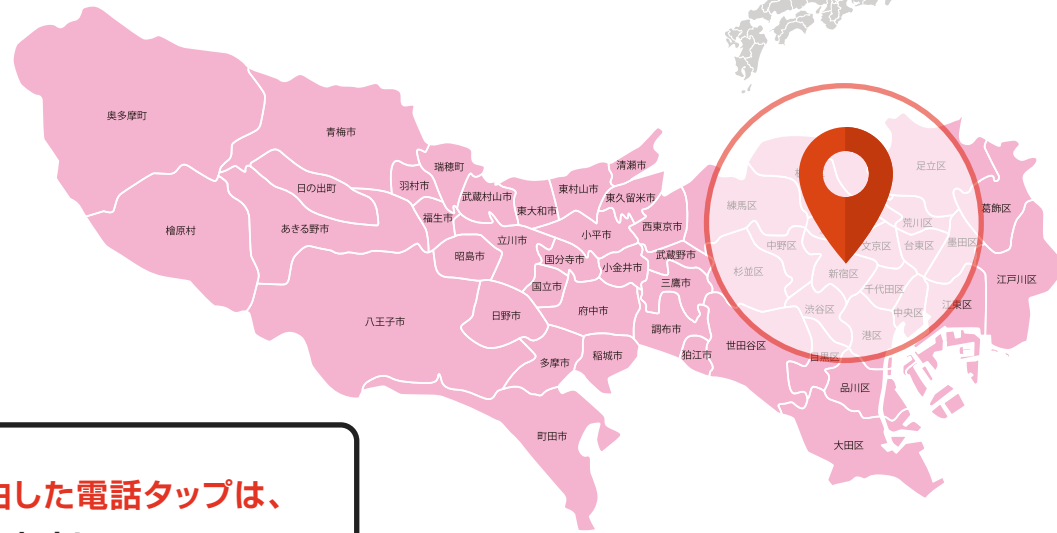 奥多摩町
青梅市
足立区
清瀬市
瑞穂町
羽村市
日の出町
東村山市
武蔵村山市
東久留米市
練馬区
葛飾区
東大和市
福生市
荒川区
檜原村
あきる野市
西東京市
小平市
立川市
中野区
文京区
台東区
墨田区
昭島市
国分寺市
武蔵野市
小金井市
杉並区
新宿区
江戸川区
国立市
三鷹市
千代田区
江東区
渋谷区
中央区
府中市
日野市
八王子市
調布市
港区
世田谷区
狛江市
稲城市
目黒区
多摩市
品川区
町田市
大田区
した電話タップは、